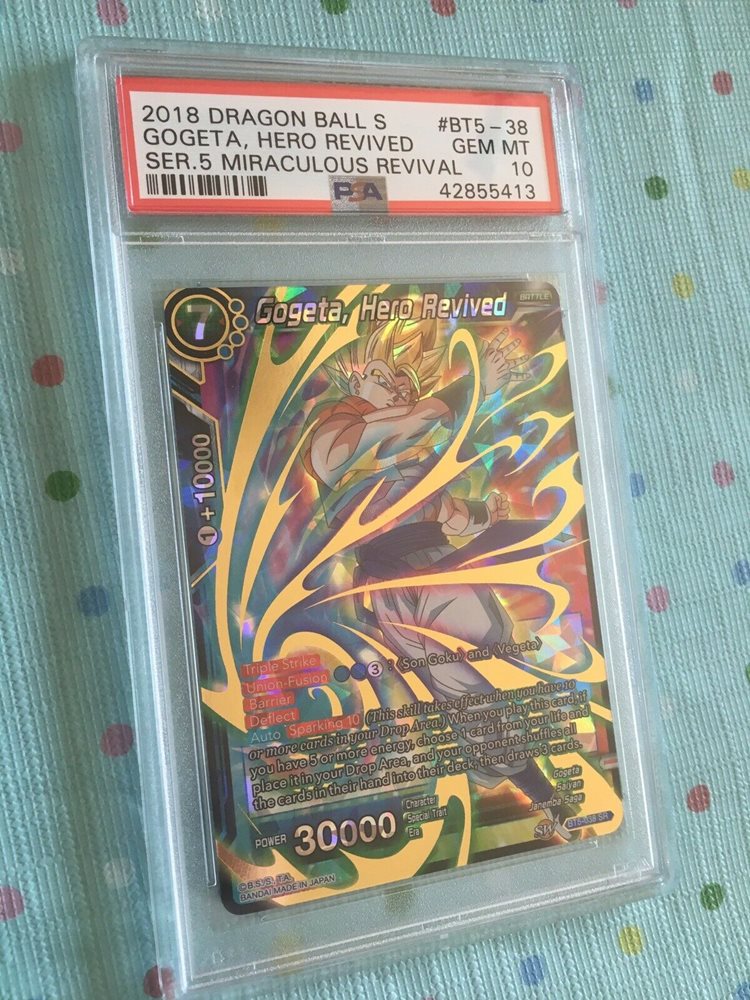 2018 DRAGON BALL S #BT5-38
GOGETA, HERO REVIVED GEM MT
SER.5 MIRACULOUS REVIVAL 10
PSA 42855413
7 Gogeta, Hero Revived BATTLE
1 +10000
Triple Strike
Union-Fusion 3 : 〈Son Goku〉 and 〈Vegeta〉
Barrier
Deflect
Auto Sparking 10 (This skill takes effect when you have 10
or more cards in your Drop Area.) When you play this card, if
you have 5 or more energy, choose 1 card from your life and
place it in your Drop Area, and your opponent shuffles all
the cards in their hand into their deck, then draws 3 cards.
POWER 30000
Character Gogeta
Special Trait Saiyan
Era Janemba Saga
SW BT5-038 SR
©B.S./S.,T.A.
BANDAI MADE IN JAPAN